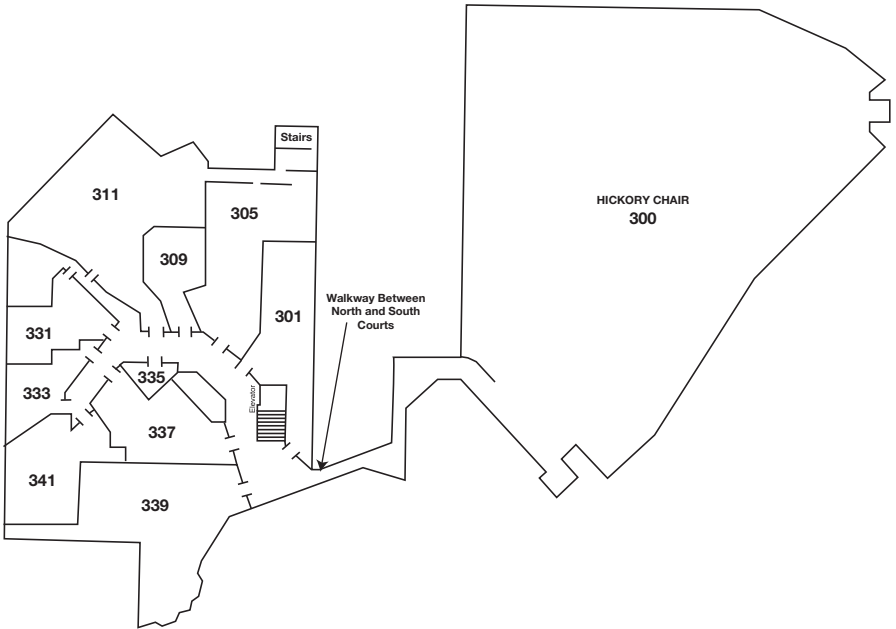 Stairs
311
305
HICKORY CHAIR
300
309
301
Walkway Between
North and South
Courts
331
335
333
Elevator
337
341
339